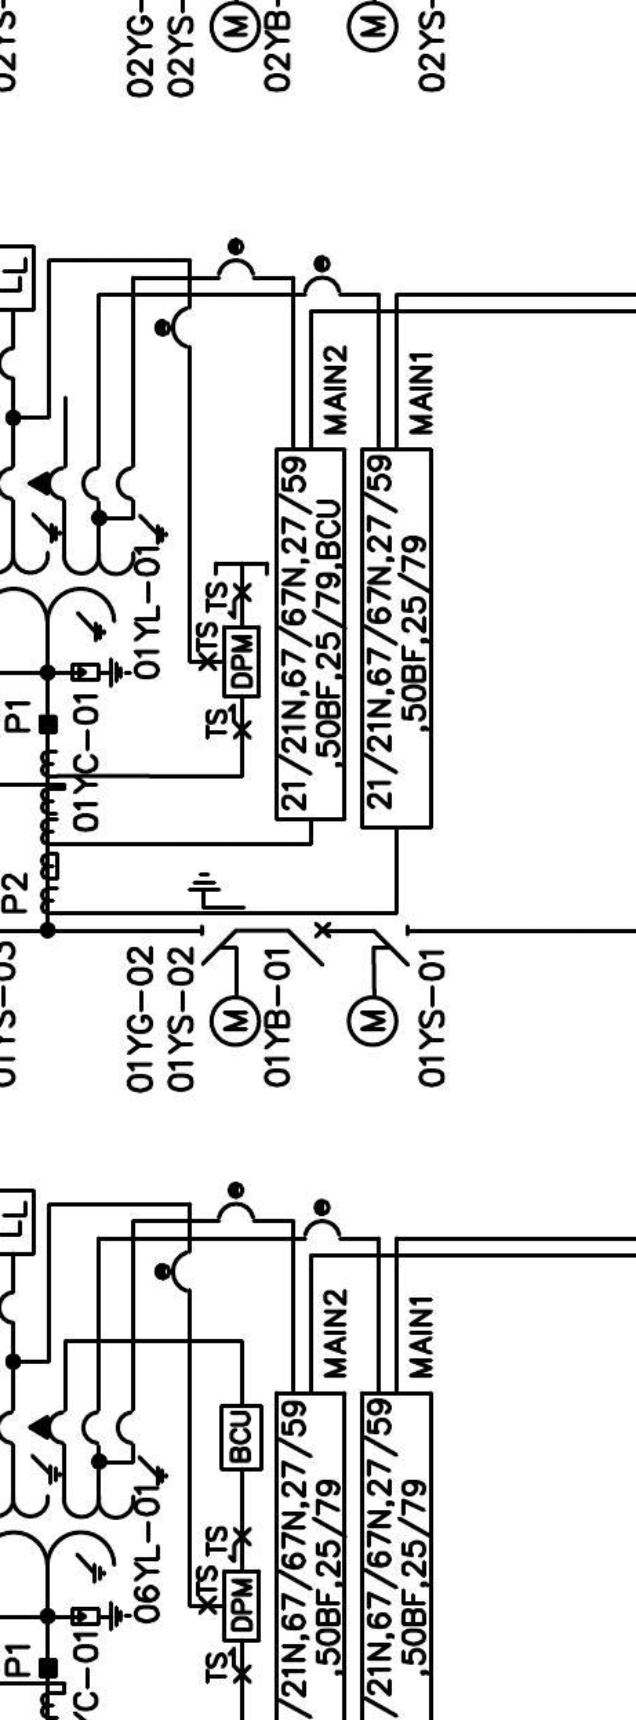 02YG-
02YS-
M
02YB-
M
02YS-
MAIN2
MAIN1
21/21N,67/67N,27/59
,50BF,25/79,BCU
21/21N,67/67N,27/59
,50BF,25/79
01YL-01
TS
TS
DPM
TS
P1
01YC-01
P2
01YS-03
01YG-02
01YS-02
M
01YB-01
M
01YS-01
MAIN2
MAIN1
BCU
/21N,67/67N,27/59
,50BF,25/79
/21N,67/67N,27/59
,50BF,25/79
06YL-01
TS
TS
DPM
TS
P1
YC-01